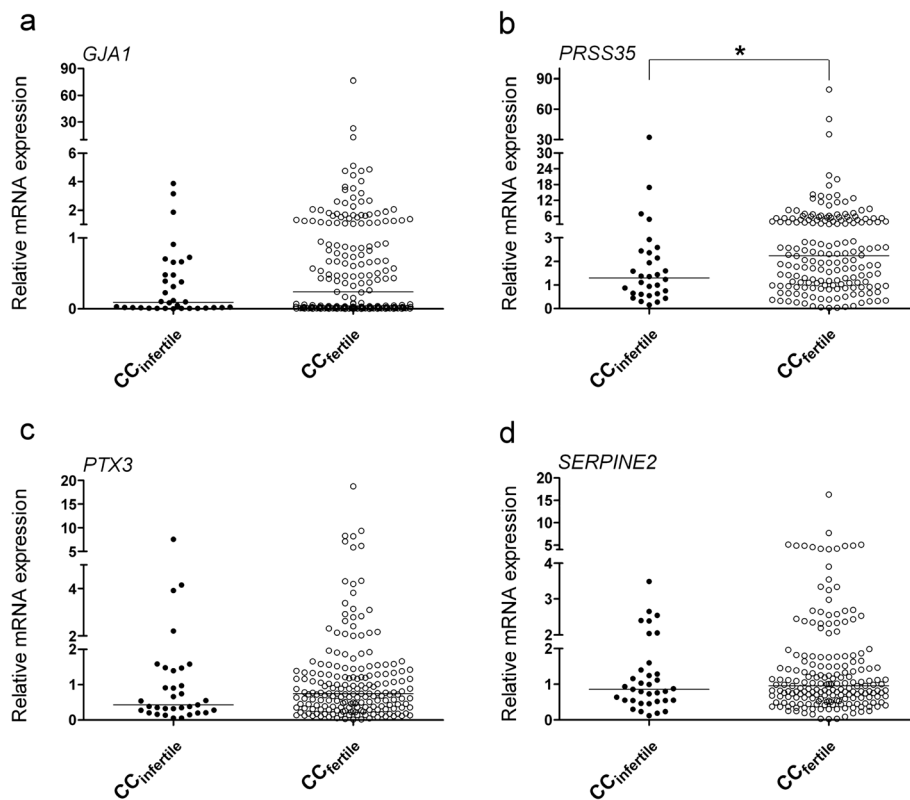 a
GJA1
Relative mRNA expression
90
60
30
6
4
2
1
0
CCinfertile
CCfertile
b
PRSS35
*
Relative mRNA expression
90
60
30
30
24
18
12
6
3
2
1
0
CCinfertile
CCfertile
c
PTX3
Relative mRNA expression
20
15
10
5
4
2
2
1
0
CCinfertile
CCfertile
d
SERPINE2
Relative mRNA expression
20
15
10
5
4
3
2
2
1
0
CCinfertile
CCfertile